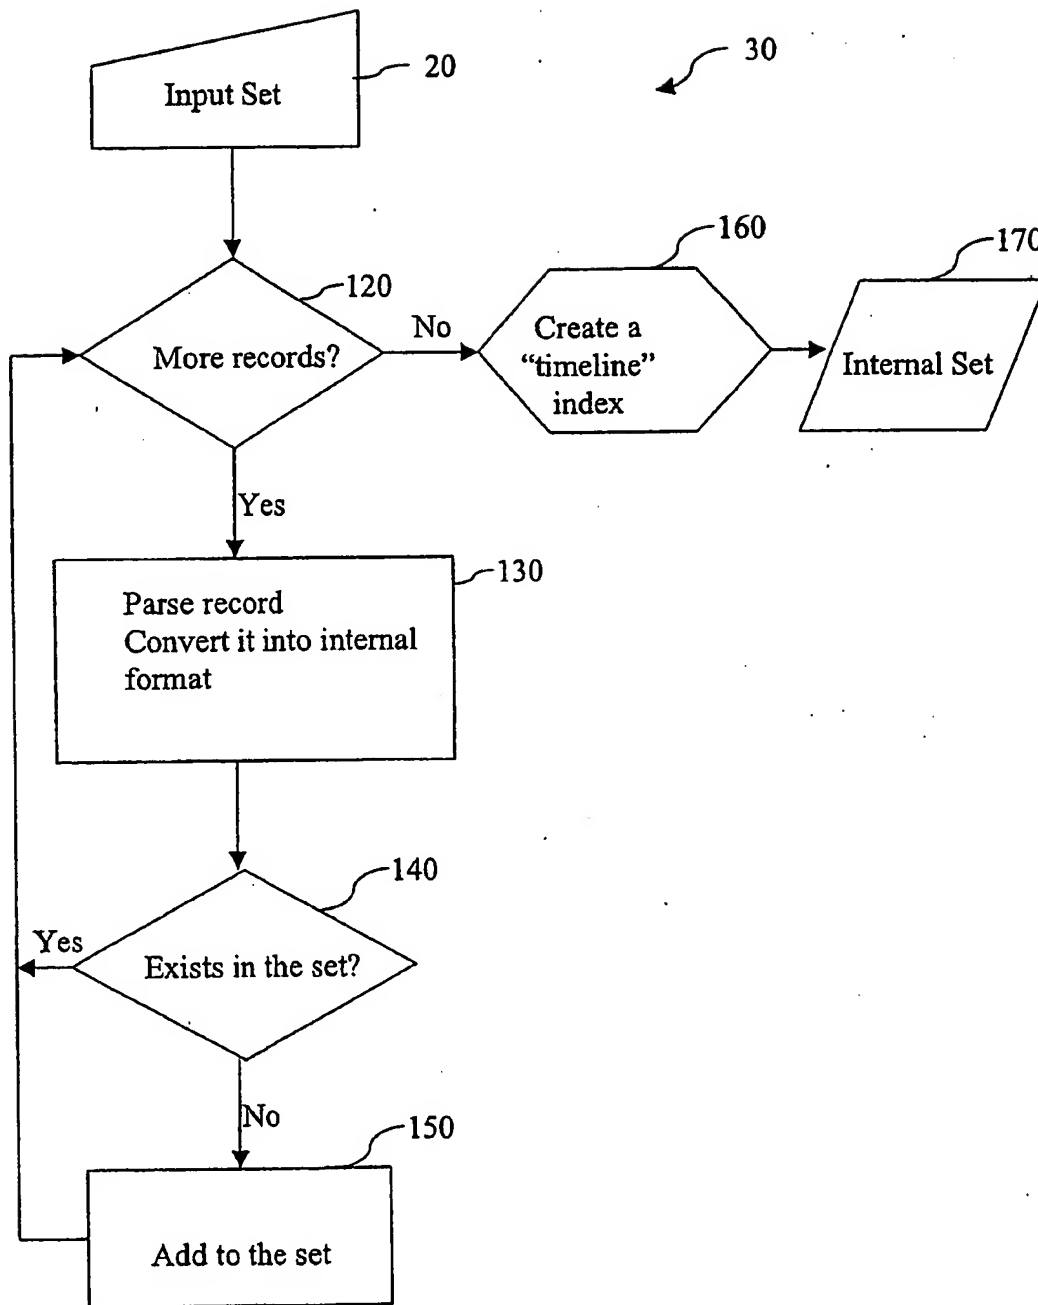 Input Set
20
30
120
More records?
No
160
Create a
“timeline”
index
170
Internal Set
Yes
130
Parse record
Convert it into internal
format
140
Exists in the set?
Yes
No
150
Add to the set